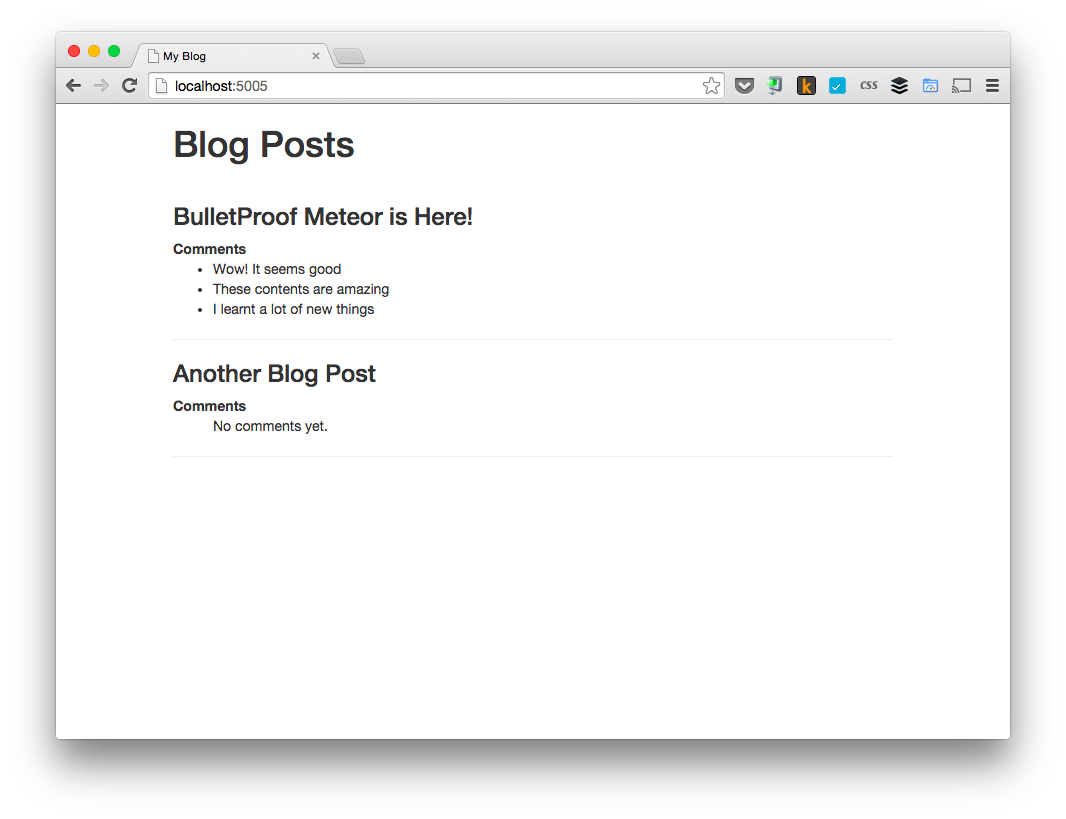 My Blog
localhost:5005
k
css
Blog Posts
BulletProof Meteor is Here!
Comments
Wow! It seems good
These contents are amazing
I learnt a lot of new things
Another Blog Post
Comments
No comments yet.